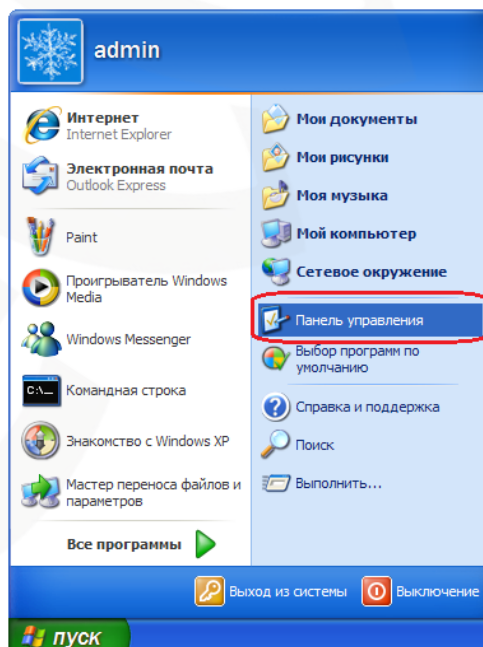 admin
Интернет
Internet Explorer
Электронная почта
Outlook Express
Paint
Проигрыватель Windows
Media
Windows Messenger
C:\_
Командная строка
Знакомство с Windows XP
Мастер переноса файлов и
параметров
Все программы
Мои документы
Мои рисунки
Моя музыка
Мой компьютер
Сетевое окружение
Панель управления
Выбор программ по
умолчанию
Справка и поддержка
Поиск
Выполнить...
Выход из системы
Выключение
пуск